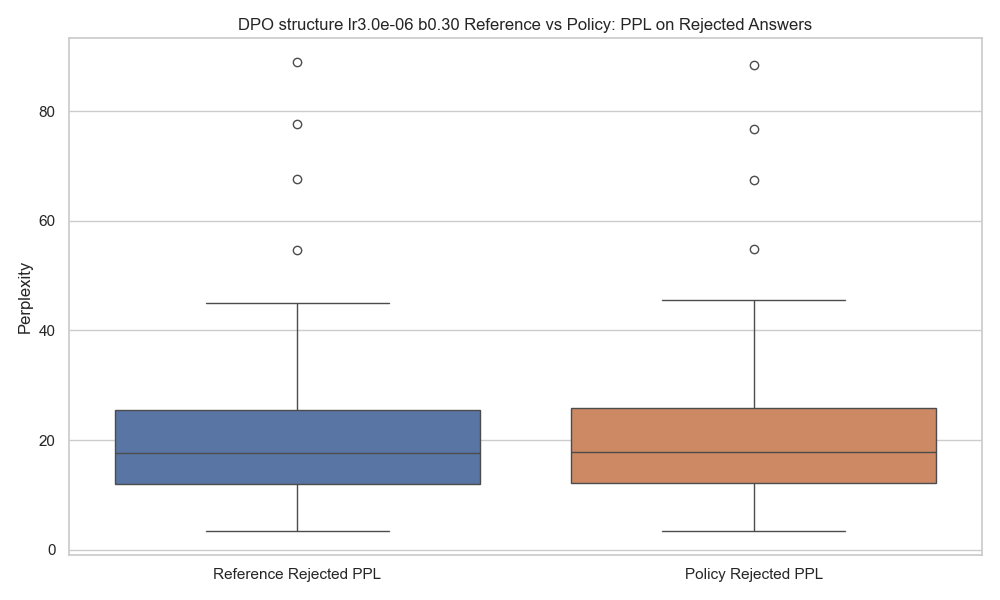 DPO structure lr3.0e-06 b0.30 Reference vs Policy: PPL on Rejected Answers
Perplexity
80
60
40
20
0
Reference Rejected PPL
Policy Rejected PPL